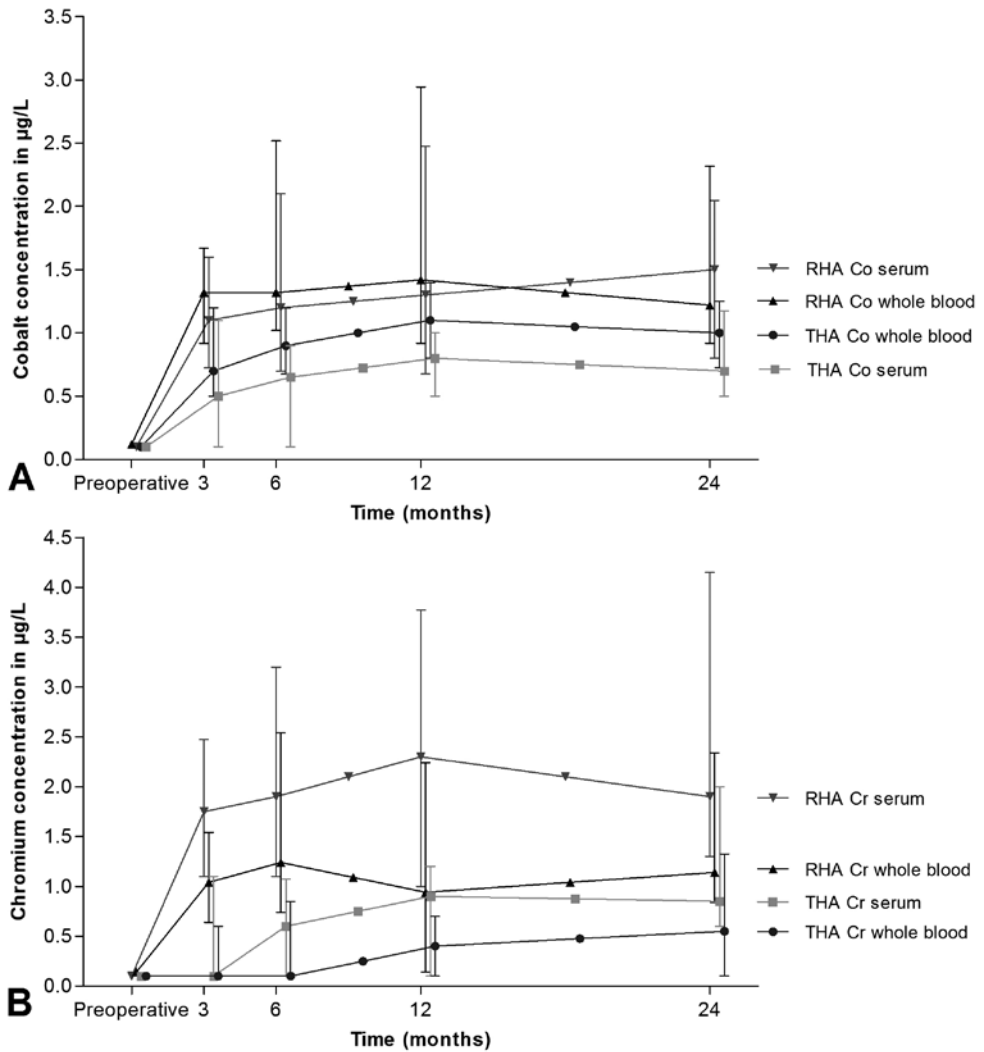 3.5
3.0
2.5
2.0
1.5
1.0
0.5
0.0
Cobalt concentration in µg/L
RHA Co serum
RHA Co whole blood
THA Co whole blood
THA Co serum
A
Preoperative 3 6 12 24
Time (months)
4.5
4.0
3.5
3.0
2.5
2.0
1.5
1.0
0.5
0.0
Chromium concentration in µg/L
RHA Cr serum
RHA Cr whole blood
THA Cr serum
THA Cr whole blood
B
Preoperative 3 6 12 24
Time (months)